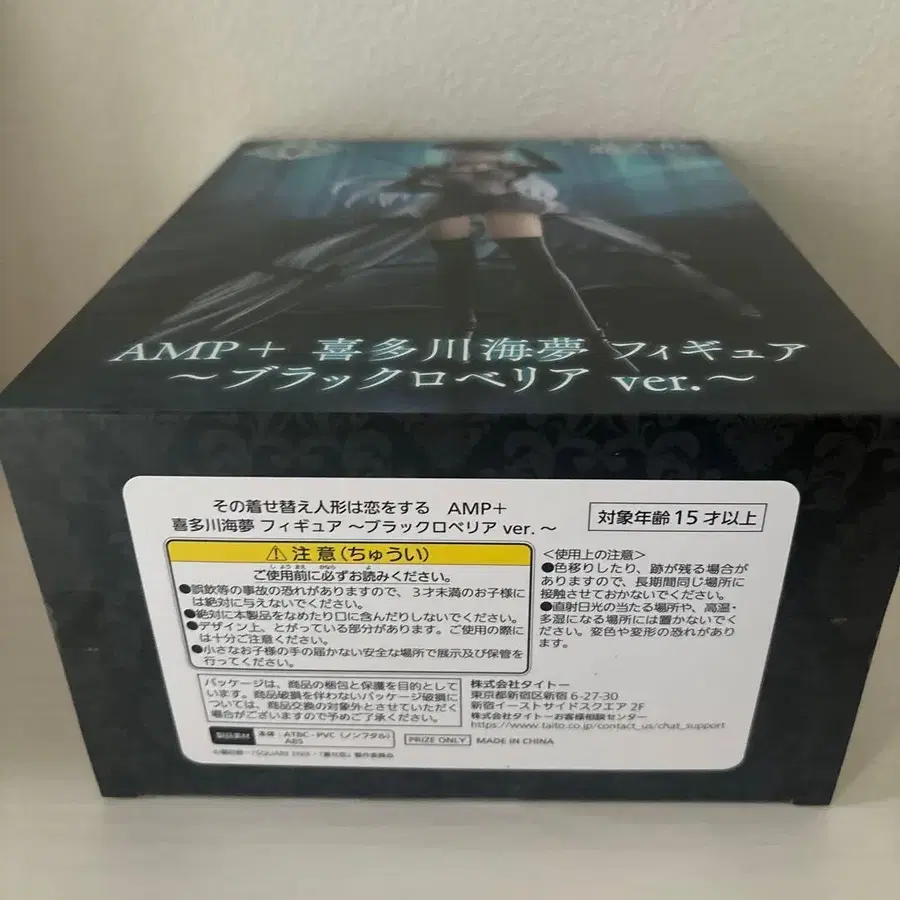 AMP+ 喜多川海夢 フィギュア
～ブラックロベリア ver.～
その着せ替え人形は恋をする AMP+
喜多川海夢 フィギュア ～ブラックロベリア ver. ～
対象年齢 15 才以上
⚠注 意 (ちゅうい)
ご使用前に必ずお読みください。
●誤飲等の事故の恐れがありますので、３才未満のお子様に
は絶対に与えないでください。
●絶対に本製品をなめたり口に含んだりしないでください。
●デザイン上、とがっている部分があります。ご使用の際に
は十分ご注意ください。
●小さなお子様の手の届かない安全な場所で展示及び保管を
行ってください。
＜使用上の注意＞
●色移りしたり、跡が残る場合が
ありますので、長期間同じ場所に
接触させておかないでください。
●直射日光の当たる場所や、高温・
多湿になる場所には置かないでく
ださい。変色や変形の恐れがあり
ます。
パッケージは、商品の梱包と保護を目的として
います。商品破損を伴わないパッケージ破損に
ついては、商品交換の対象外とさせていただく
場合がございますので予めご了承ください。
株式会社タイトー
東京都新宿区新宿 6-27-30
新宿イーストサイドスクエア 2F
株式会社タイトーお客様相談センター
https://www.taito.co.jp/contact_us/chat_support
製品素材 本体：ATBC-PVC（ノンフタル）
ABS
PRIZE ONLY MADE IN CHINA